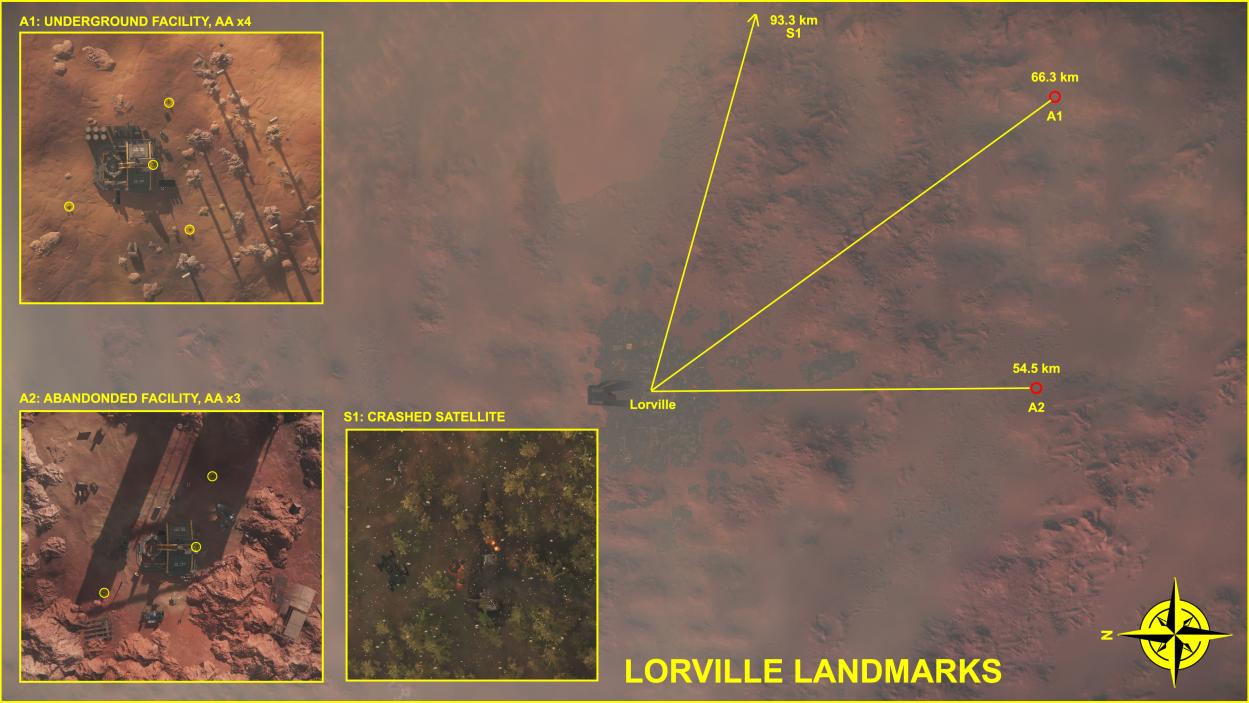 A1: UNDERGROUND FACILITY, AA x4
93.3 km
S1
66.3 km
A1
54.5 km
A2
Lorville
A2: ABANDONDED FACILITY, AA x3
S1: CRASHED SATELLITE
N
LORVILLE LANDMARKS